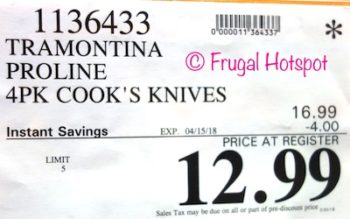 1136433
0000011364337
*
TRAMONTINA
© Frugal Hotspot
PROLINE
4PK COOK'S KNIVES
16.99
Instant Savings EXP. 04/15/18 -4.00
PRICE AT REGISTER
LIMIT
5
12.99
Sales Tax may be due on all or part of pre-discount price